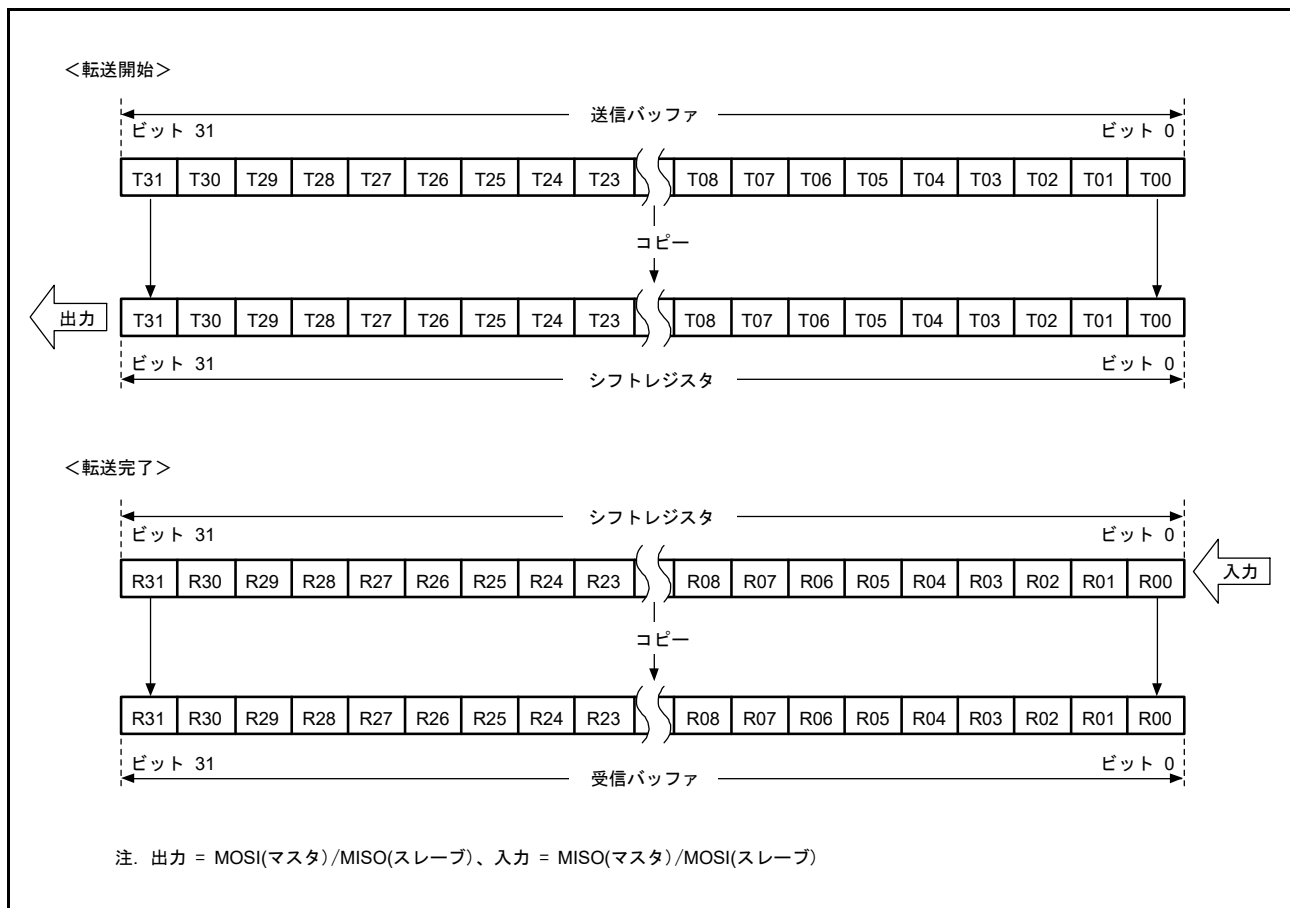 ＜転送開始＞
送信バッファ
ビット 31 ビット 0
T31 T30 T29 T28 T27 T26 T25 T24 T23 T08 T07 T06 T05 T04 T03 T02 T01 T00
コピー
出力 T31 T30 T29 T28 T27 T26 T25 T24 T23 T08 T07 T06 T05 T04 T03 T02 T01 T00
ビット 31 ビット 0
シフトレジスタ
＜転送完了＞
シフトレジスタ
ビット 31 ビット 0
R31 R30 R29 R28 R27 R26 R25 R24 R23 R08 R07 R06 R05 R04 R03 R02 R01 R00 入力
コピー
R31 R30 R29 R28 R27 R26 R25 R24 R23 R08 R07 R06 R05 R04 R03 R02 R01 R00
ビット 31 ビット 0
受信バッファ
注. 出力 = MOSI(マスタ)/MISO(スレーブ)、入力 = MISO(マスタ)/MOSI(スレーブ)